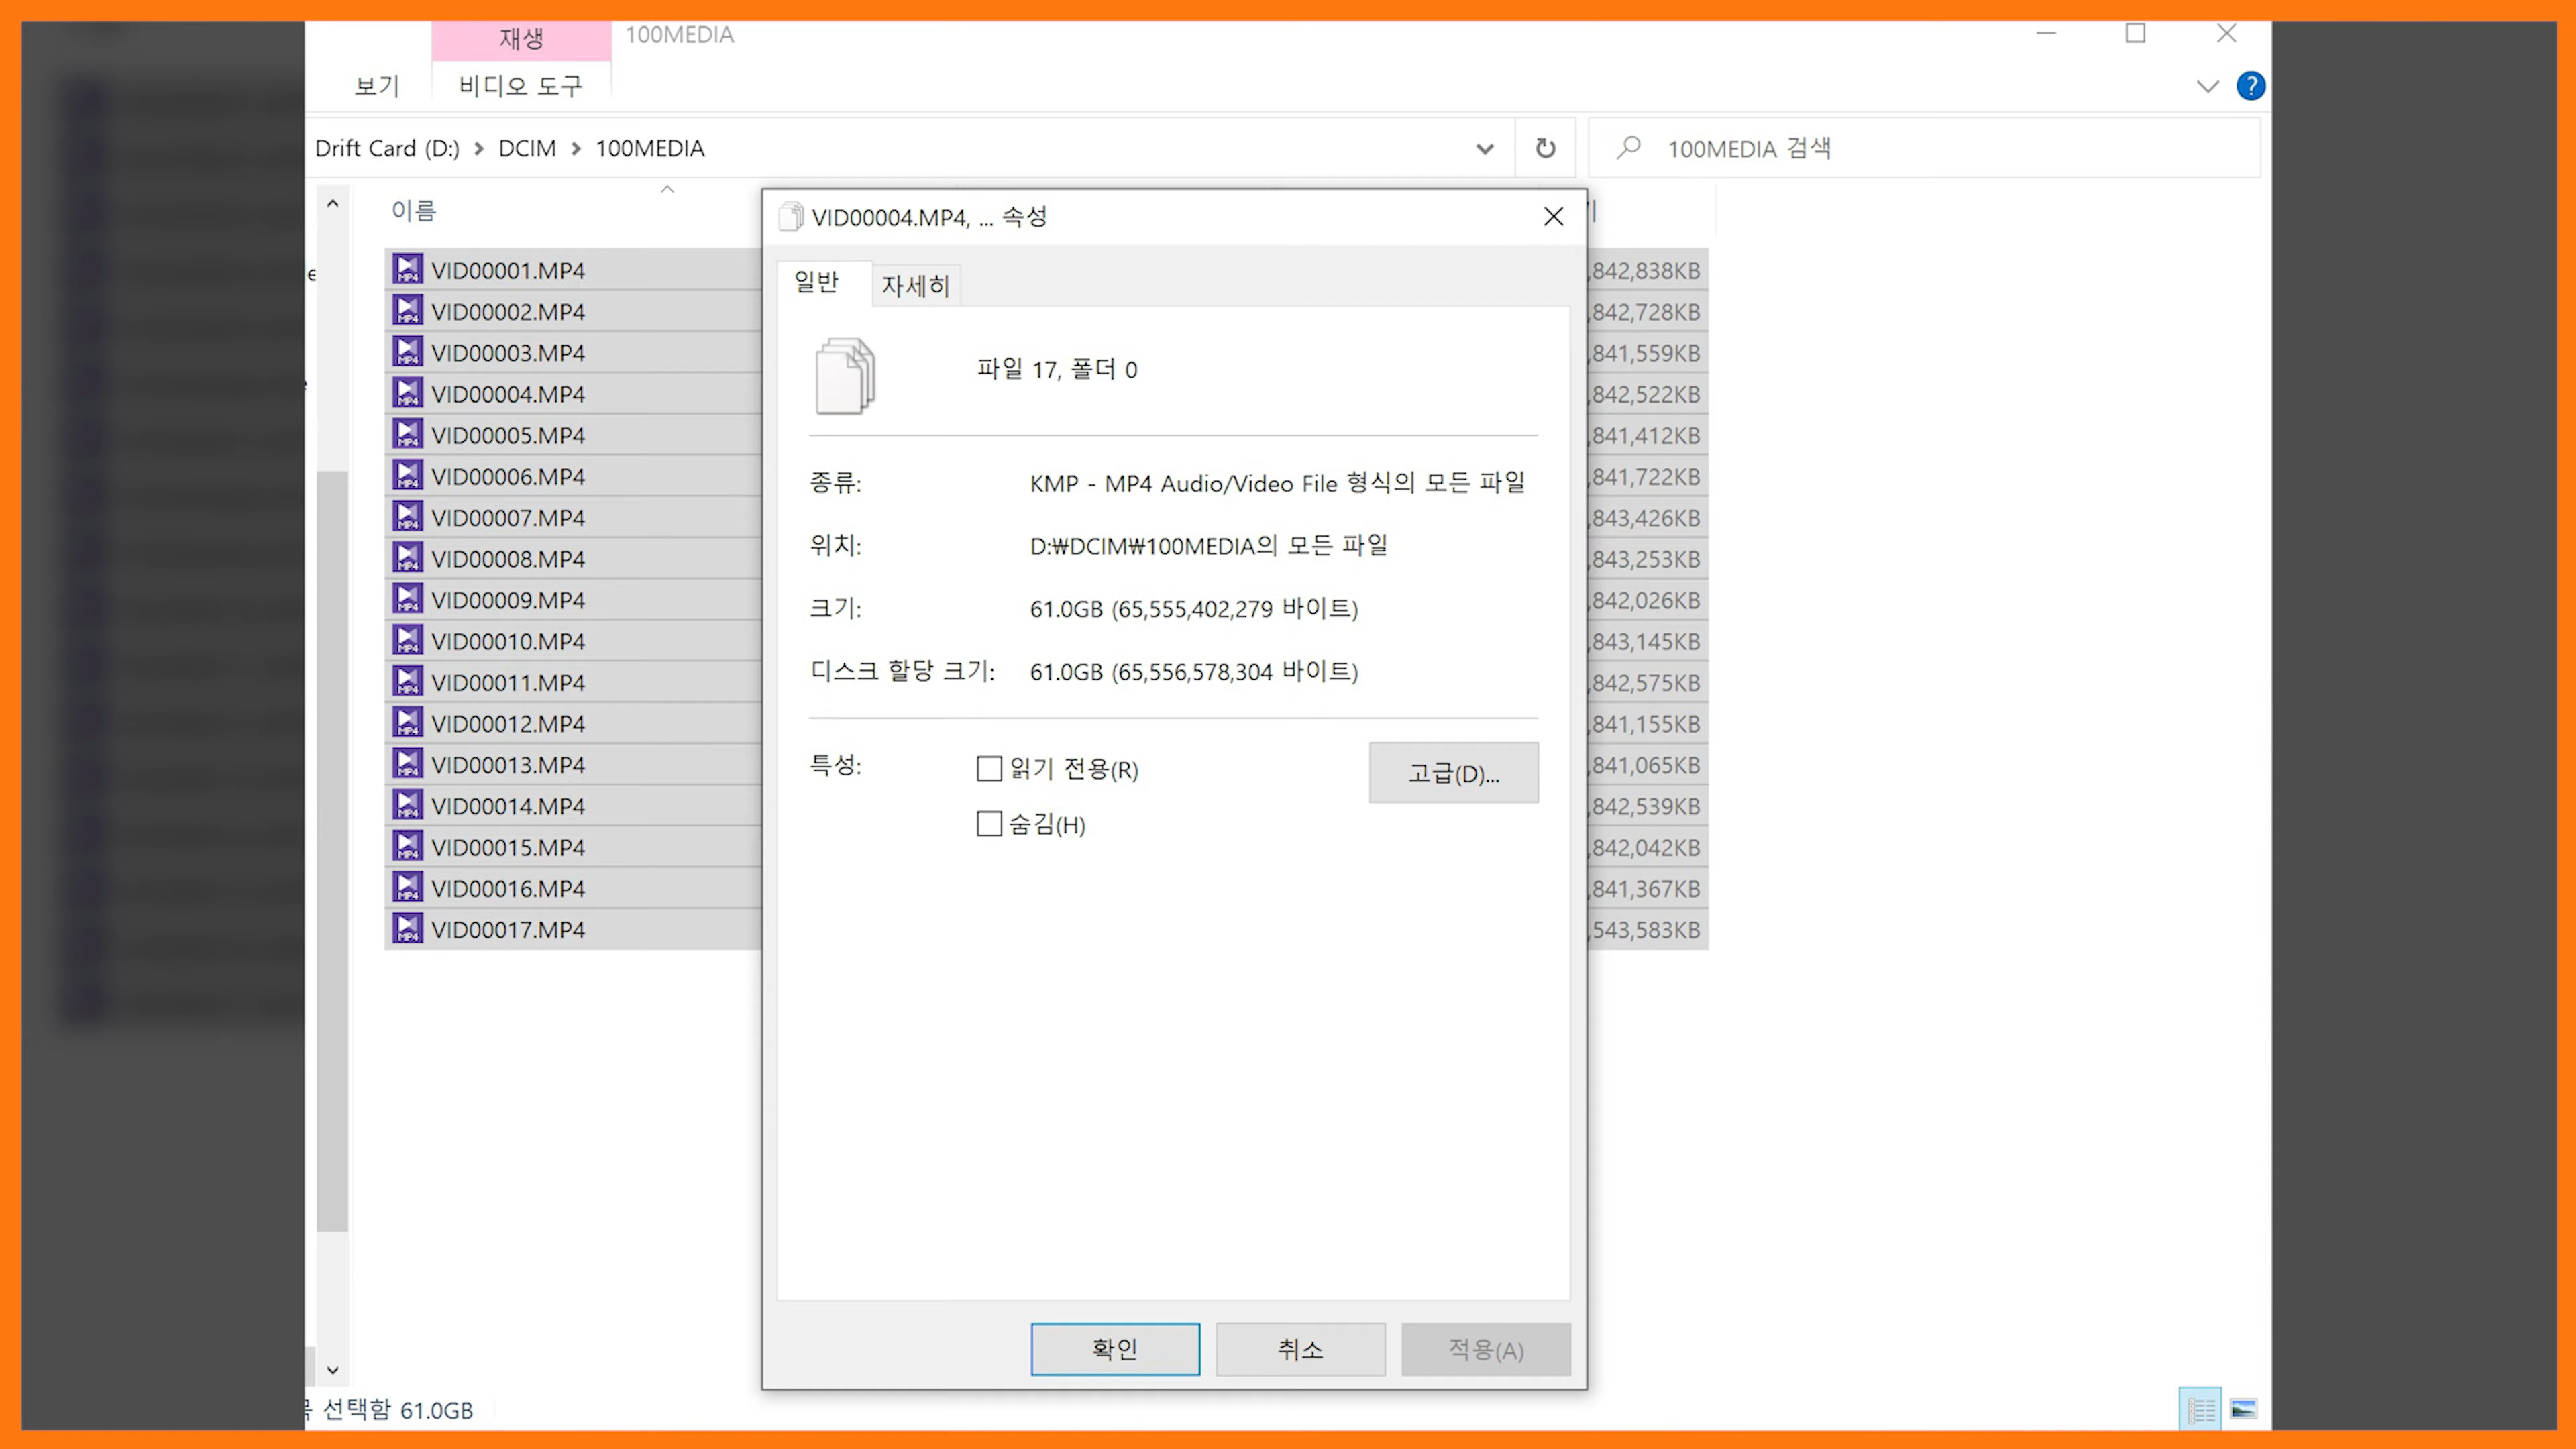 재생
100MEDIA
보기
비디오 도구
?
Drift Card (D:) > DCIM > 100MEDIA
100MEDIA 검색
이름
VID00004.MP4, ... 속성
일반
자세히
파일 17, 폴더 0
종류: KMP - MP4 Audio/Video File 형식의 모든 파일
위치: D:₩DCIM₩100MEDIA의 모든 파일
크기: 61.0GB (65,555,402,279 바이트)
디스크 할당 크기: 61.0GB (65,556,578,304 바이트)
특성: 읽기 전용(R)
고급(D)...
숨김(H)
확인
취소
적용(A)
VID00001.MP4 ,842,838KB
VID00002.MP4 ,842,728KB
VID00003.MP4 ,841,559KB
VID00004.MP4 ,842,522KB
VID00005.MP4 ,841,412KB
VID00006.MP4 ,841,722KB
VID00007.MP4 ,843,426KB
VID00008.MP4 ,843,253KB
VID00009.MP4 ,842,026KB
VID00010.MP4 ,843,145KB
VID00011.MP4 ,842,575KB
VID00012.MP4 ,841,155KB
VID00013.MP4 ,841,065KB
VID00014.MP4 ,842,539KB
VID00015.MP4 ,842,042KB
VID00016.MP4 ,841,367KB
VID00017.MP4 ,543,583KB
선택함 61.0GB